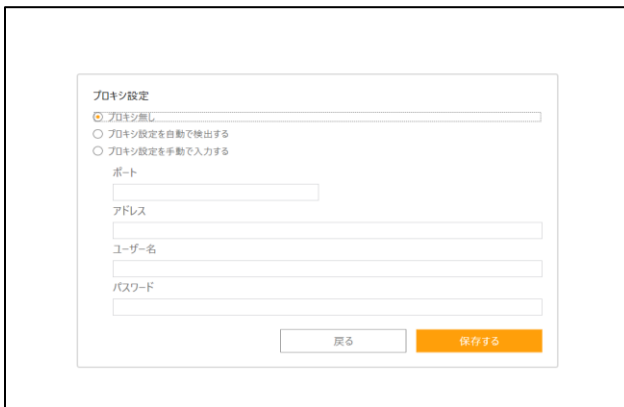 プロキシ設定
プロキシ無し
プロキシ設定を自動で検出する
プロキシ設定を手動で入力する
ポート
アドレス
ユーザー名
パスワード
戻る 保存する